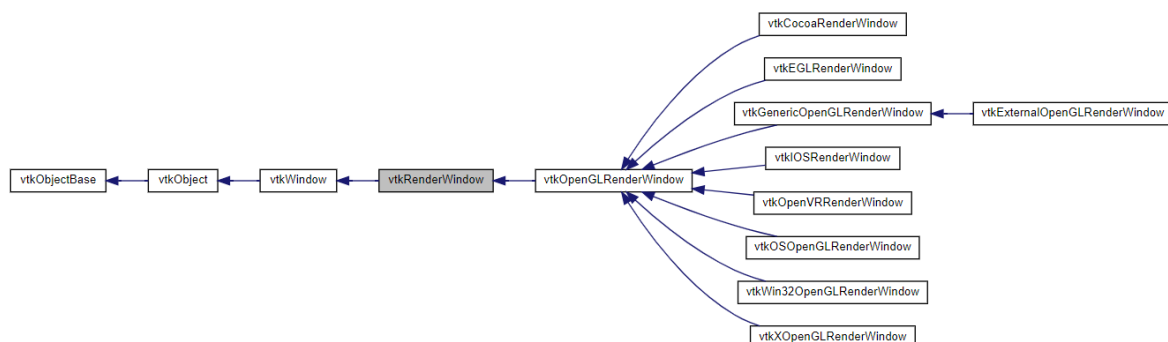 vtkCocoaRenderWindow
vtkEGLRenderWindow
vtkGenericOpenGLRenderWindow
vtkExternalOpenGLRenderWindow
vtkIOSRenderWindow
vtkObjectBase
vtkObject
vtkWindow
vtkRenderWindow
vtkOpenGLRenderWindow
vtkOpenVRRenderWindow
vtkOSOpenGLRenderWindow
vtkWin32OpenGLRenderWindow
vtkXOpenGLRenderWindow